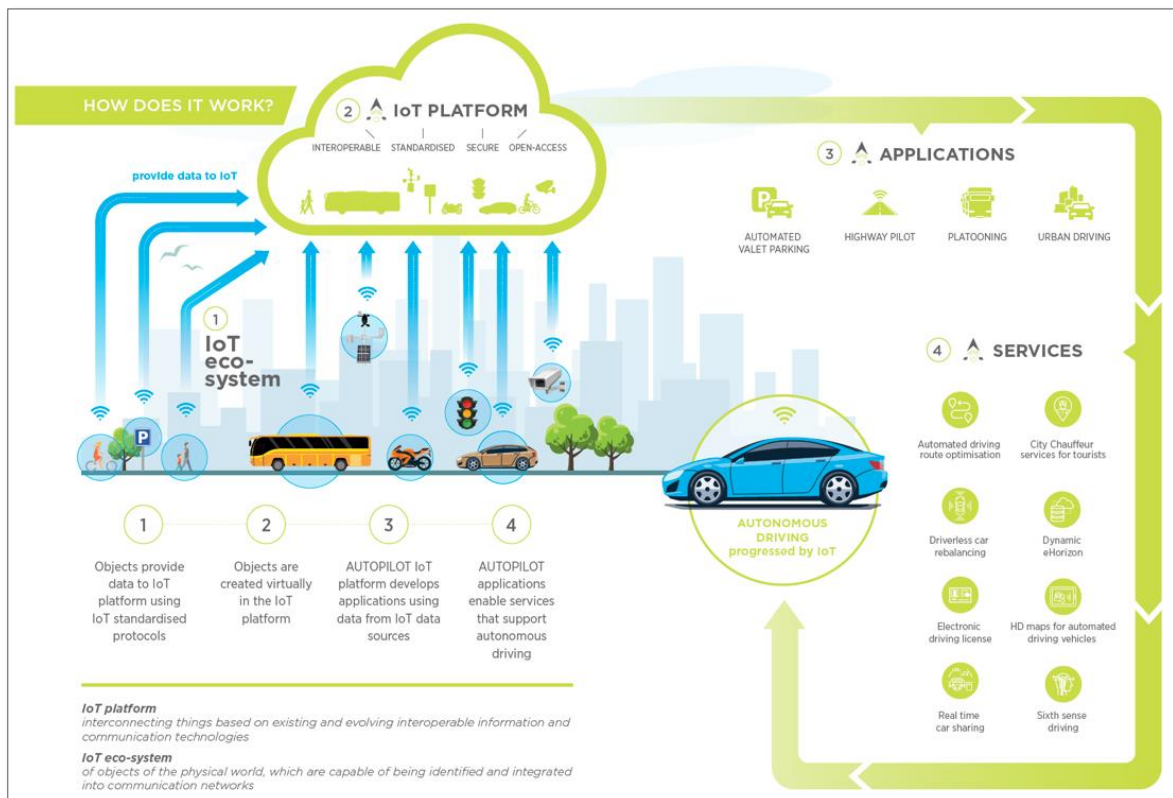 HOW DOES IT WORK?
2 IoT PLATFORM
INTEROPERABLE STANDARDISED SECURE OPEN-ACCESS
provide data to IoT
1
IoT
eco-
system
P
3 APPLICATIONS
P
AUTOMATED
VALET PARKING
HIGHWAY PILOT
PLATOONING
URBAN DRIVING
4 SERVICES
Automated driving
route optimisation
City Chauffeur
services for tourists
Driverless car
rebalancing
Dynamic
eHorizon
Electronic
driving license
HD maps for automated
driving vehicles
Real time
car sharing
Sixth sense
driving
AUTONOMOUS
DRIVING
progressed by IoT
1
Objects provide
data to IoT
platform using
IoT standardised
protocols
2
Objects are
created virtually
in the IoT
platform
3
AUTOPILOT IoT
platform develops
applications using
data from IoT data
sources
4
AUTOPILOT
applications
enable services
that support
autonomous
driving
IoT platform
interconnecting things based on existing and evolving interoperable information and
communication technologies
IoT eco-system
of objects of the physical world, which are capable of being identified and integrated
into communication networks